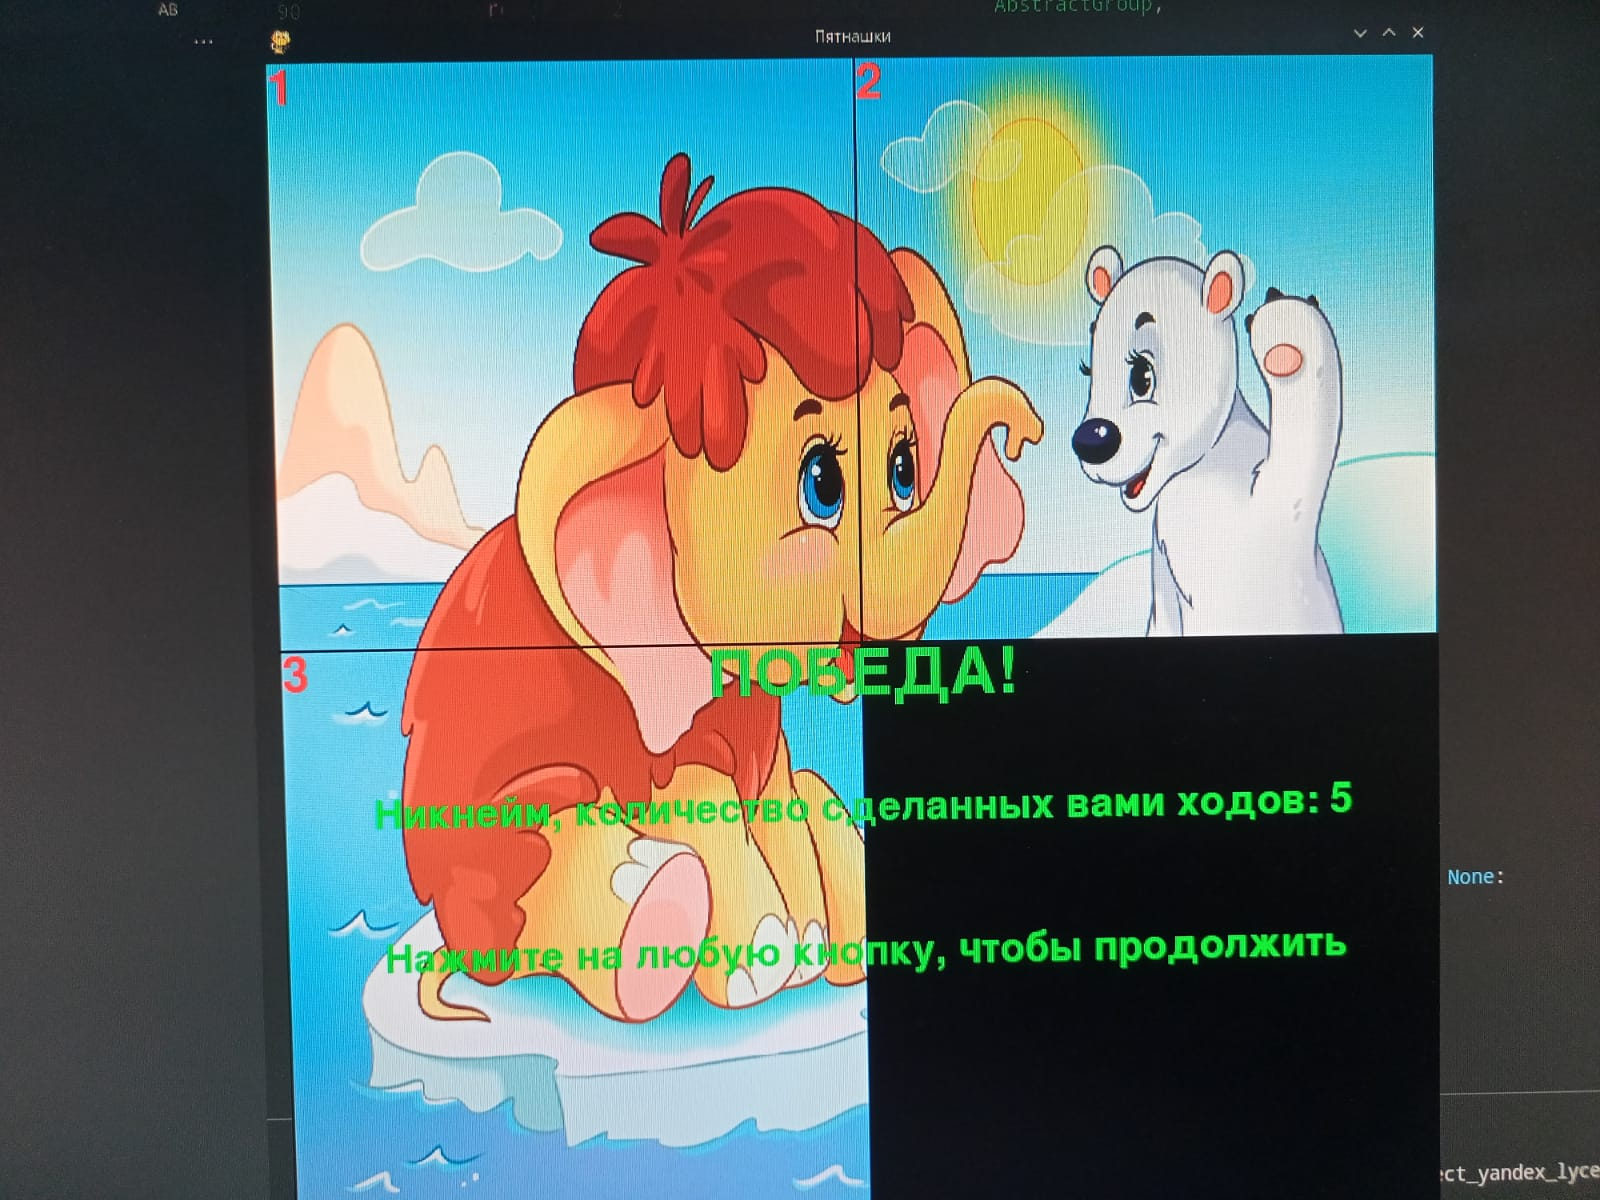 AB
90
AbstractGroup,
...
Пятнашки
1
2
3
ПОБЕДА!
Никнейм, количество сделанных вами ходов: 5
None:
Нажмите на любую кнопку, чтобы продолжить
ect_yandex_lyce